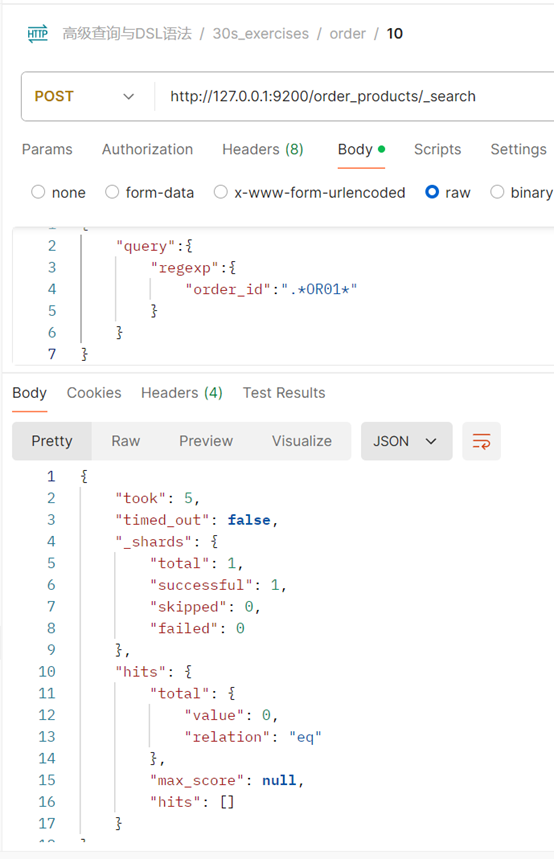 HTTP 高级查询与DSL语法 / 30s_exercises / order / 10
POST http://127.0.0.1:9200/order_products/_search
Params Authorization Headers (8) Body Scripts Settings
none form-data x-www-form-urlencoded raw binary
1 {
2 "query":{
3 "regexp":{
4 "order_id":".*OR01*"
5 }
6 }
7 }
Body Cookies Headers (4) Test Results
Pretty Raw Preview Visualize JSON
1 {
2 "took": 5,
3 "timed_out": false,
4 "_shards": {
5 "total": 1,
6 "successful": 1,
7 "skipped": 0,
8 "failed": 0
9 },
10 "hits": {
11 "total": {
12 "value": 0,
13 "relation": "eq"
14 },
15 "max_score": null,
16 "hits": []
17 }
18 }